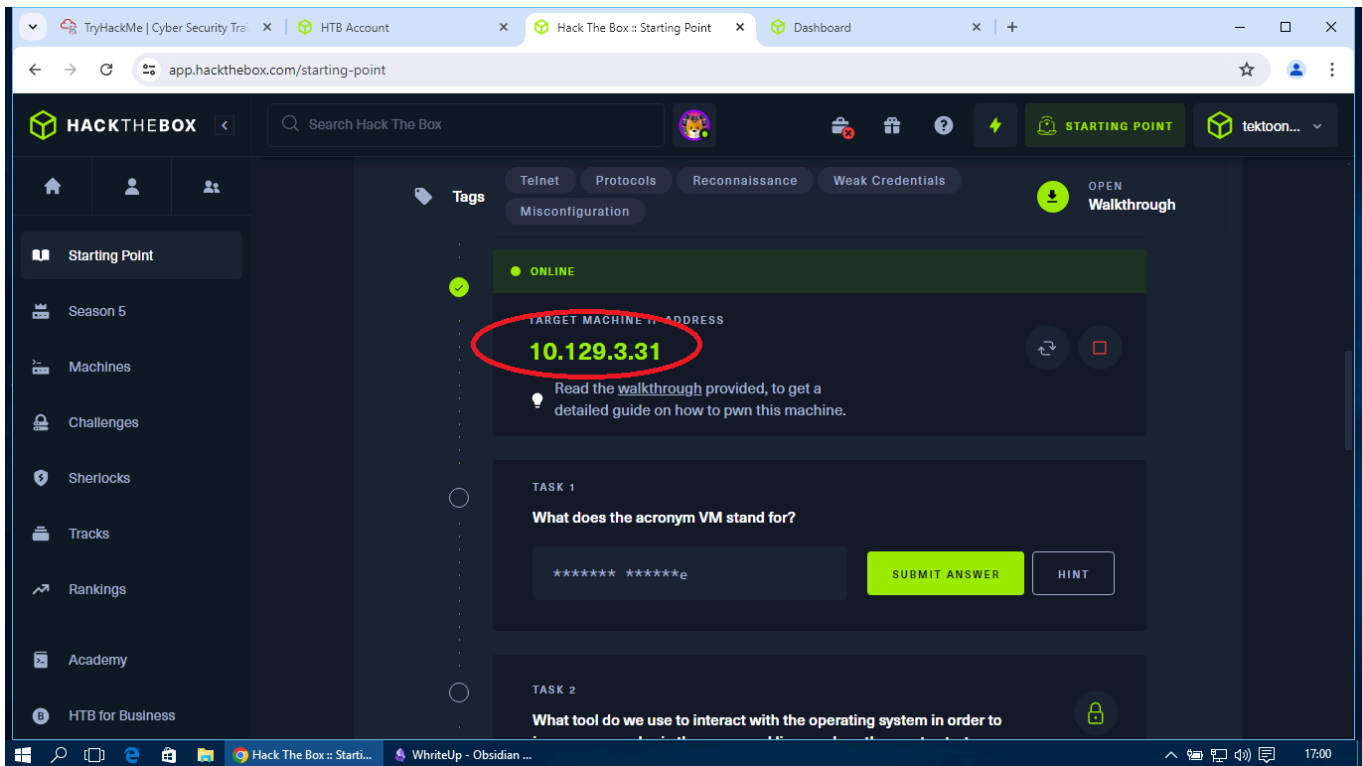 TryHackMe | Cyber Security Trai
HTB Account
Hack The Box :: Starting Point
Dashboard
app.hackthebox.com/starting-point
HACKTHEBOX
Search Hack The Box
STARTING POINT
tektoon...
Starting Point
Season 5
Machines
Challenges
Sherlocks
Tracks
Rankings
Academy
HTB for Business
Tags
Telnet Protocols Reconnaissance Weak Credentials
Misconfiguration
OPEN
Walkthrough
ONLINE
TARGET MACHINE IP ADDRESS
10.129.3.31
Read the walkthrough provided, to get a
detailed guide on how to pwn this machine.
TASK 1
What does the acronym VM stand for?
******* ******e
SUBMIT ANSWER
HINT
TASK 2
What tool do we use to interact with the operating system in order to
Hack The Box :: Starti...
WhriteUp - Obsidian ...
17:00